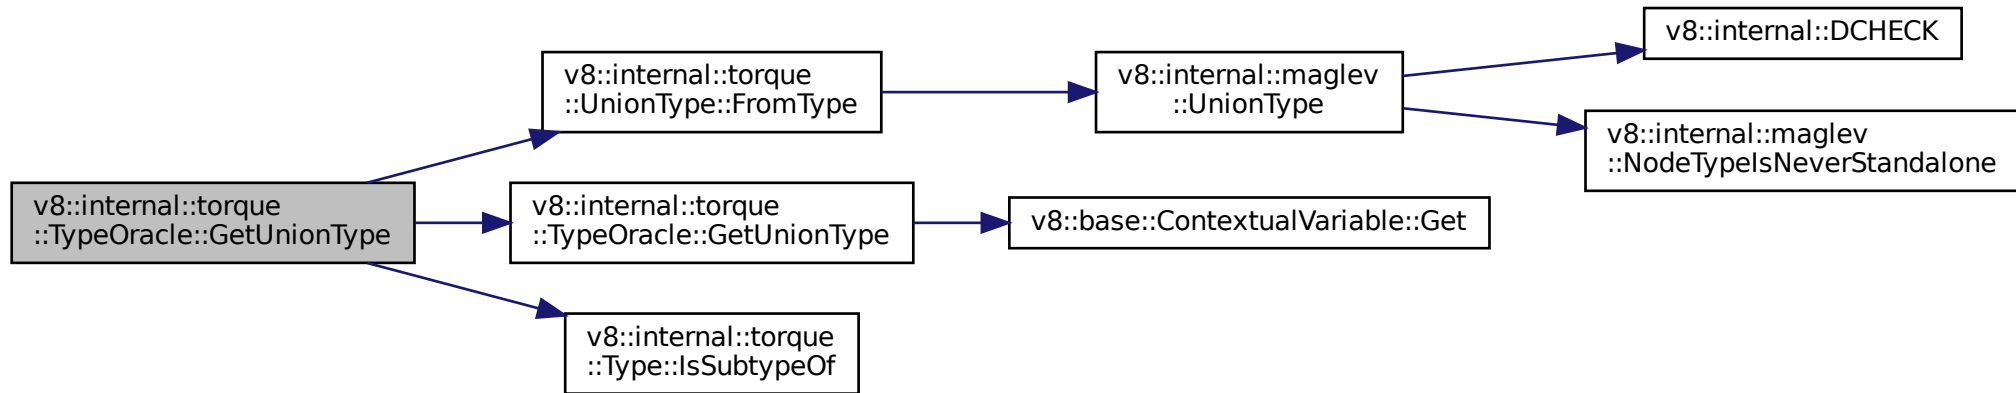 v8::internal::torque
::TypeOracle::GetUnionType
v8::internal::torque
::UnionType::FromType
v8::internal::maglev
::UnionType
v8::internal::DCHECK
v8::internal::maglev
::NodeTypeIsNeverStandalone
v8::internal::torque
::TypeOracle::GetUnionType
v8::base::ContextualVariable::Get
v8::internal::torque
::Type::IsSubtypeOf